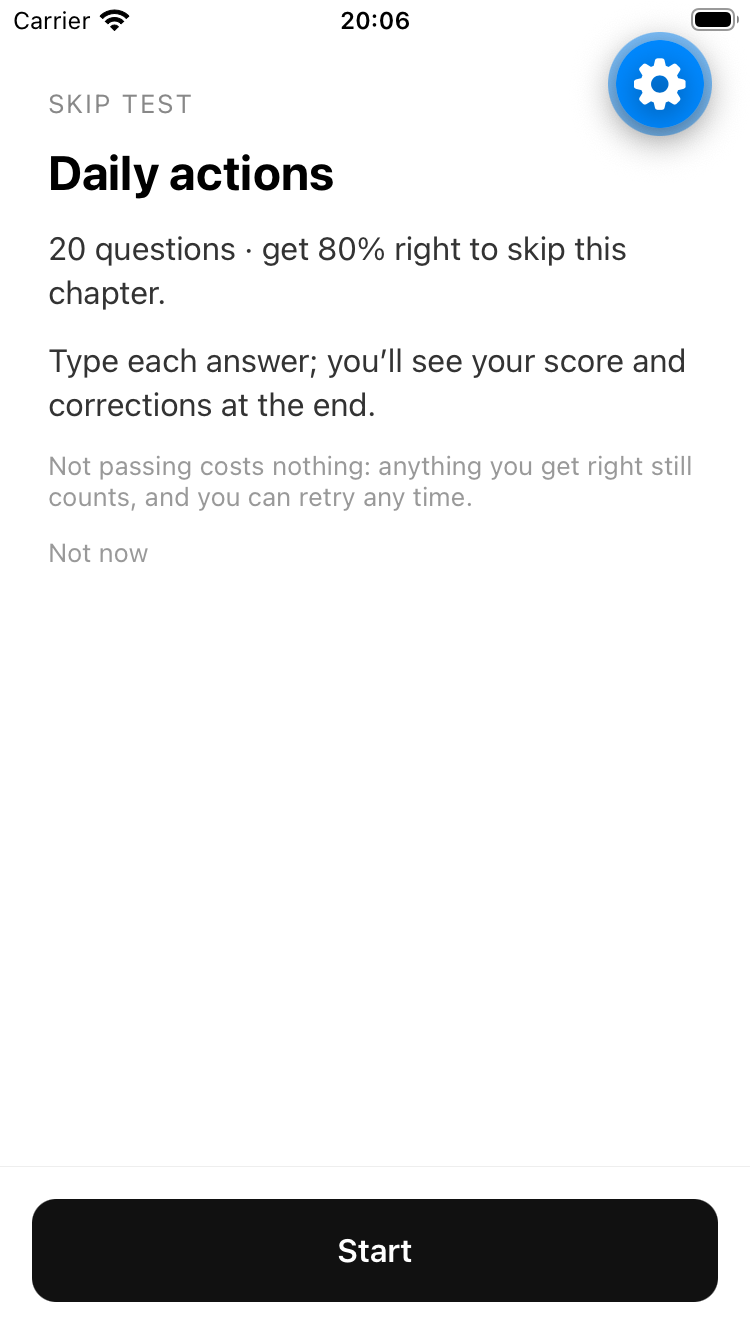 Carrier 20:06
SKIP TEST
Daily actions
20 questions · get 80% right to skip this
chapter.
Type each answer; you’ll see your score and
corrections at the end.
Not passing costs nothing: anything you get right still
counts, and you can retry any time.
Not now
Start